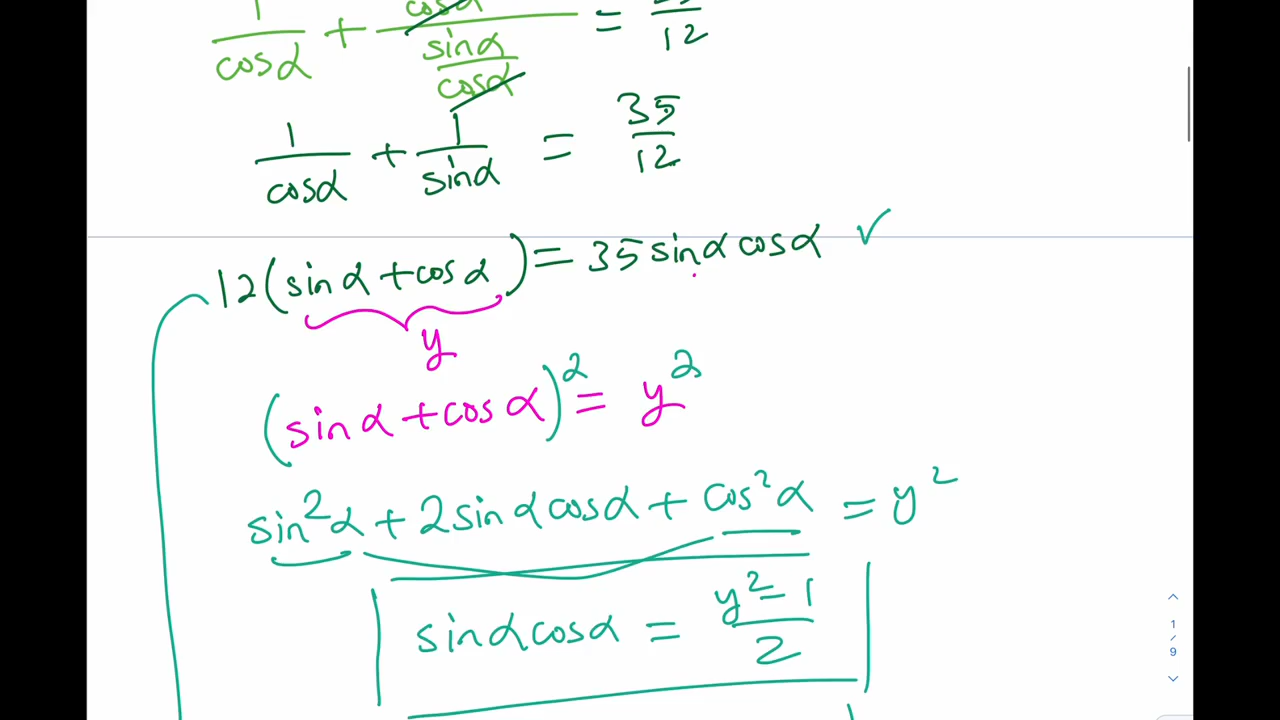 1/cosα + cosα/(sinα/cosα) = /12
1/cosα + 1/sinα = 35/12
12(sinα + cosα) = 35 sinα cosα ✓
y
(sinα + cosα)² = y²
sin²α + 2sinα cosα + cos²α = y²
sinα cosα = (y² - 1)/2
1
/
9